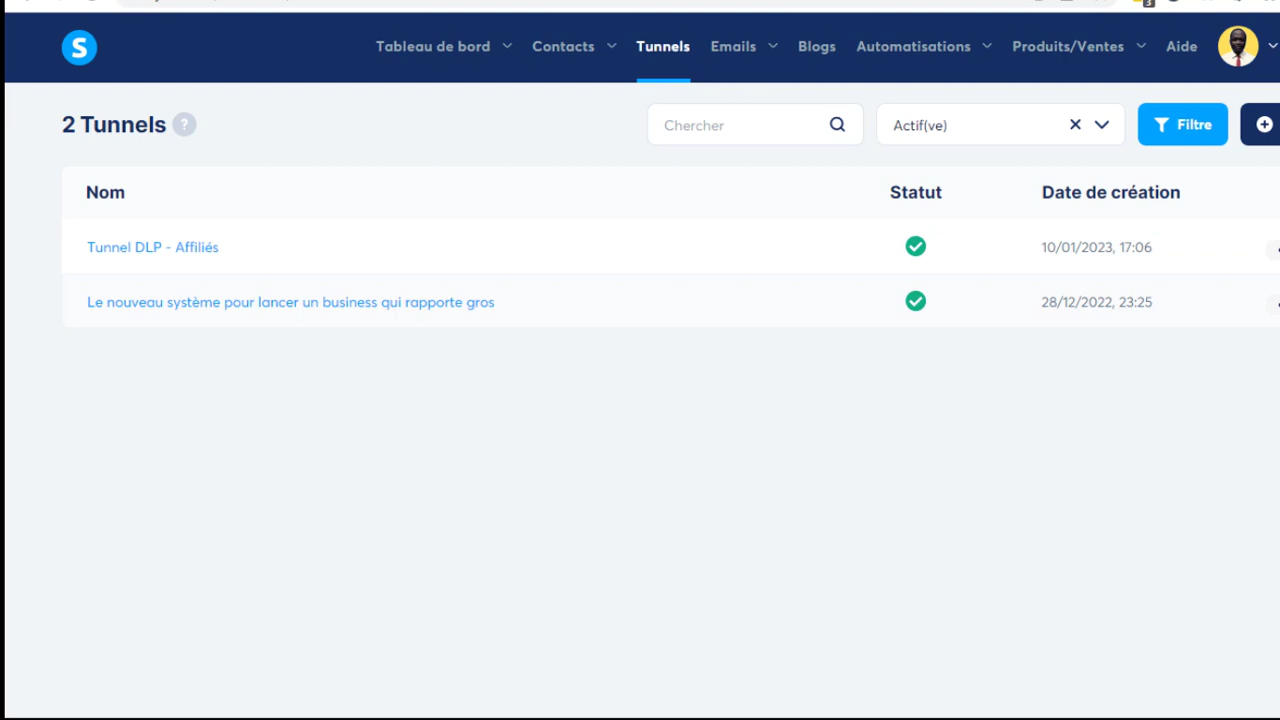 3
S
Tableau de bord Contacts Tunnels Emails Blogs Automatisations Produits/Ventes Aide
2 Tunnels ?
Chercher
Actif(ve)
Filtre
Nom Statut Date de création
Tunnel DLP - Affiliés 10/01/2023, 17:06
Le nouveau système pour lancer un business qui rapporte gros 28/12/2022, 23:25